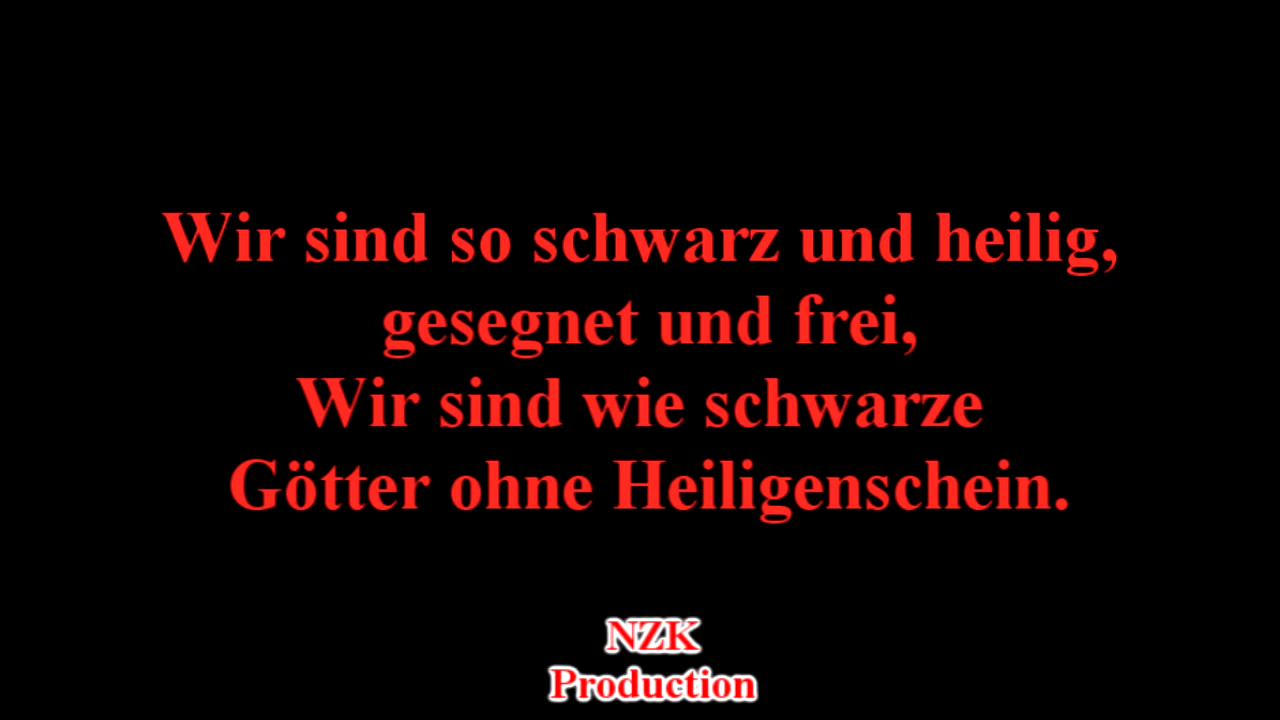 Wir sind so schwarz und heilig,
gesegnet und frei,
Wir sind wie schwarze
Götter ohne Heiligenschein.
NZK
Production